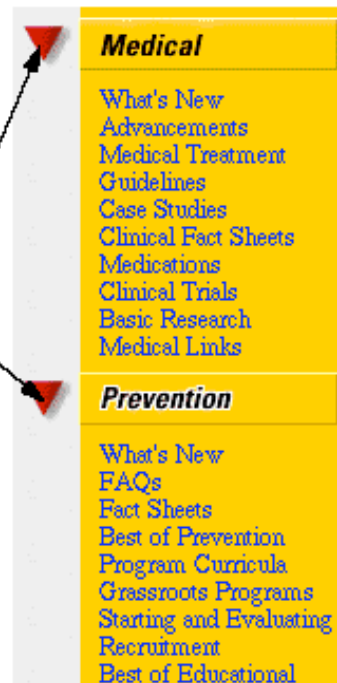 Medical
What's New
Advancements
Medical Treatment
Guidelines
Case Studies
Clinical Fact Sheets
Medications
Clinical Trials
Basic Research
Medical Links
Prevention
What's New
FAQs
Fact Sheets
Best of Prevention
Program Curricula
Grassroots Programs
Starting and Evaluating
Recruitment
Best of Educational